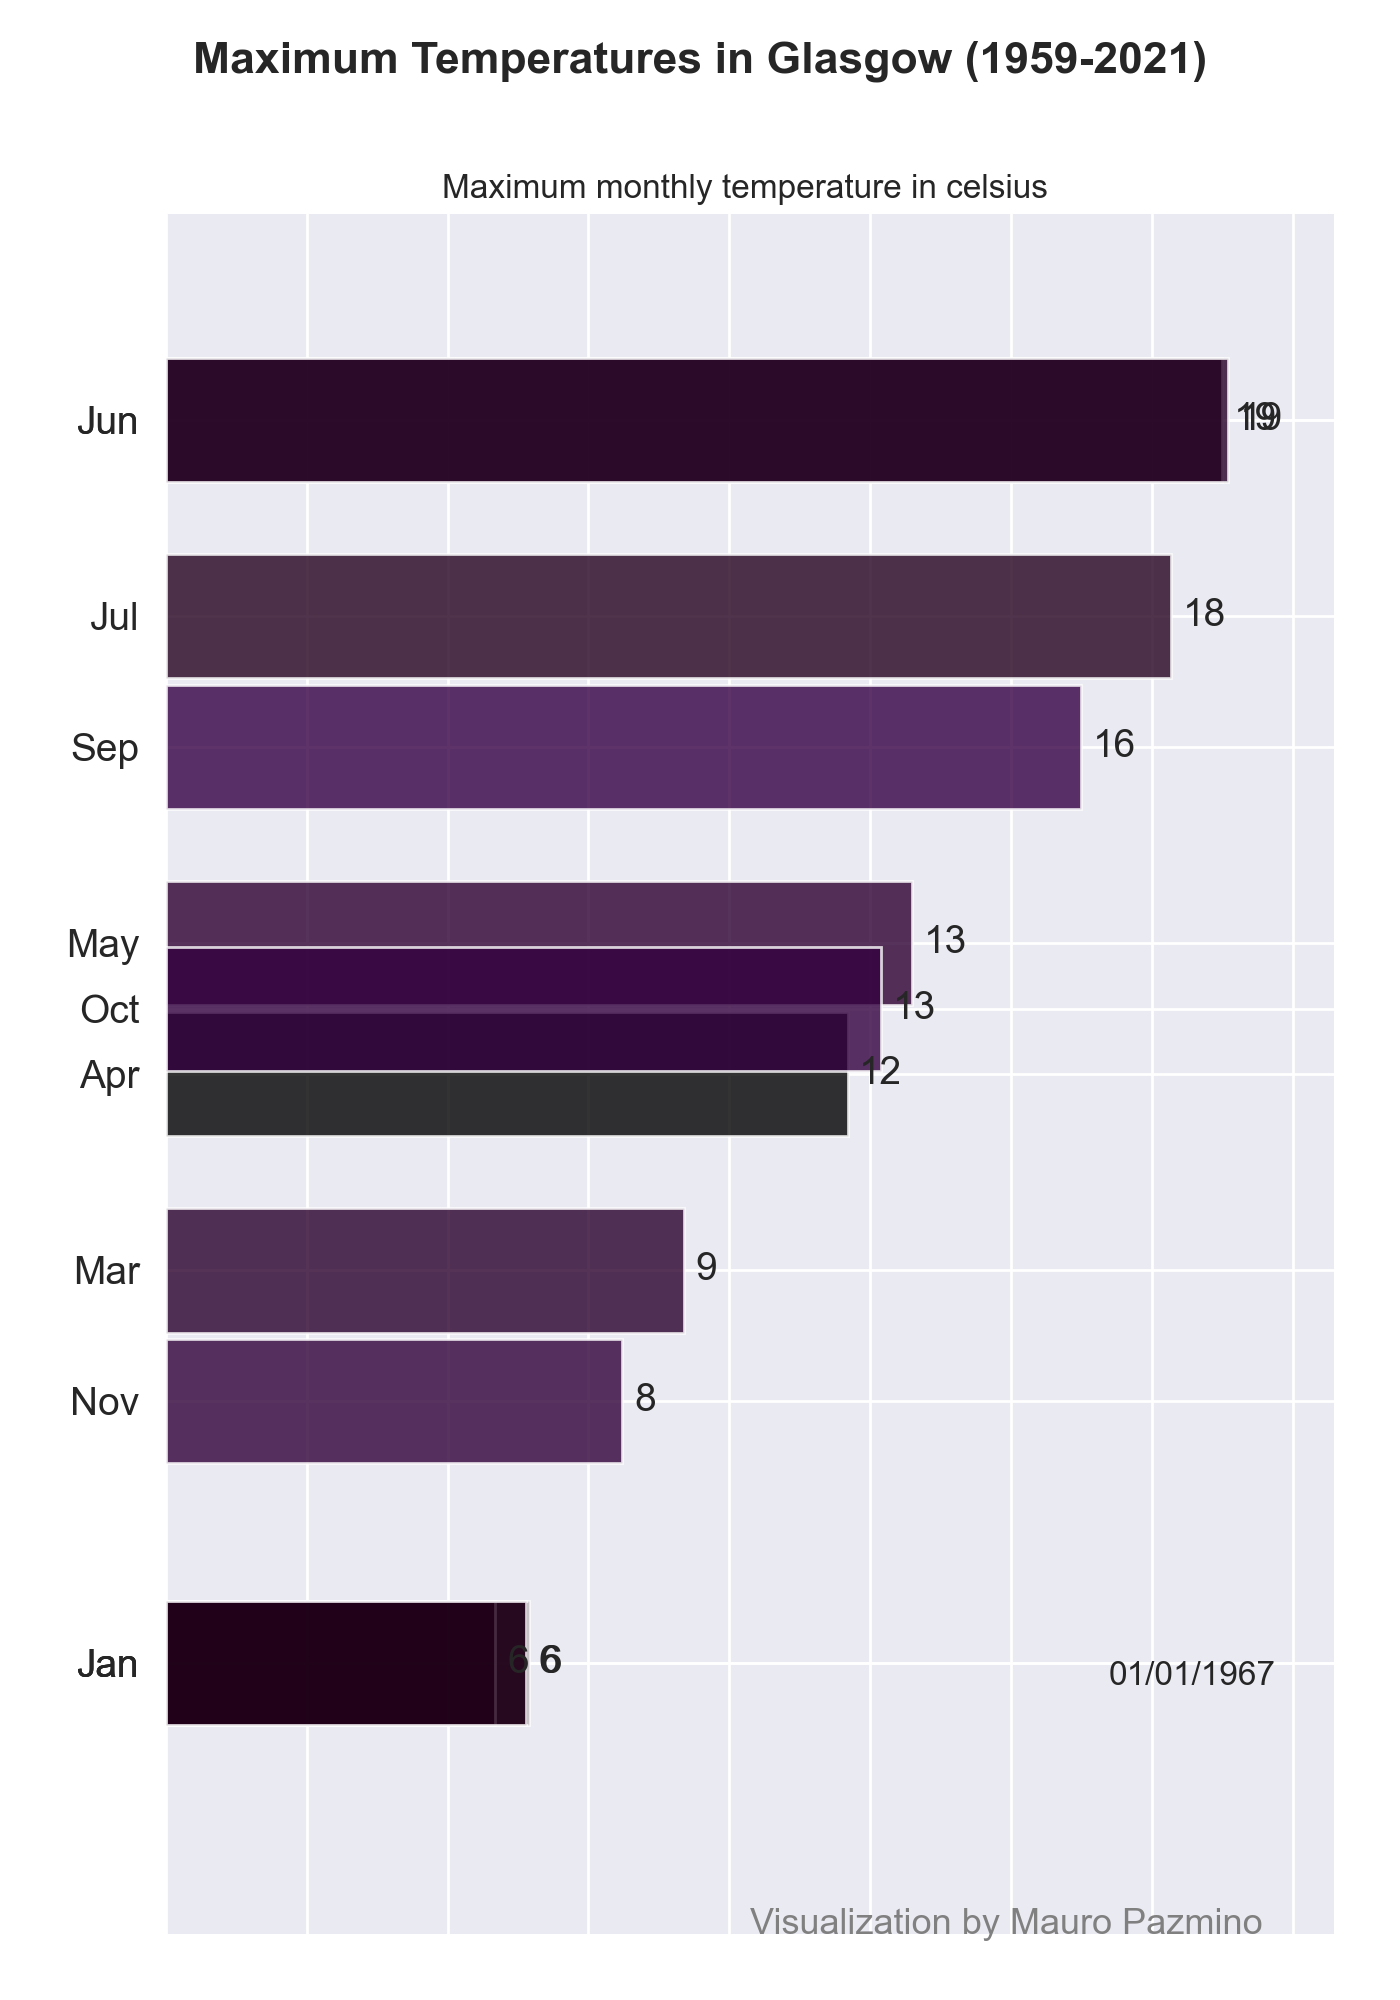 Maximum Temperatures in Glasgow (1959-2021)
Maximum monthly temperature in celsius
Jun 19 19
Jul 18
Sep 16
May 13
Oct 13
Apr 12
Mar 9
Nov 8
Jan 6 6
01/01/1967
Visualization by Mauro Pazmino